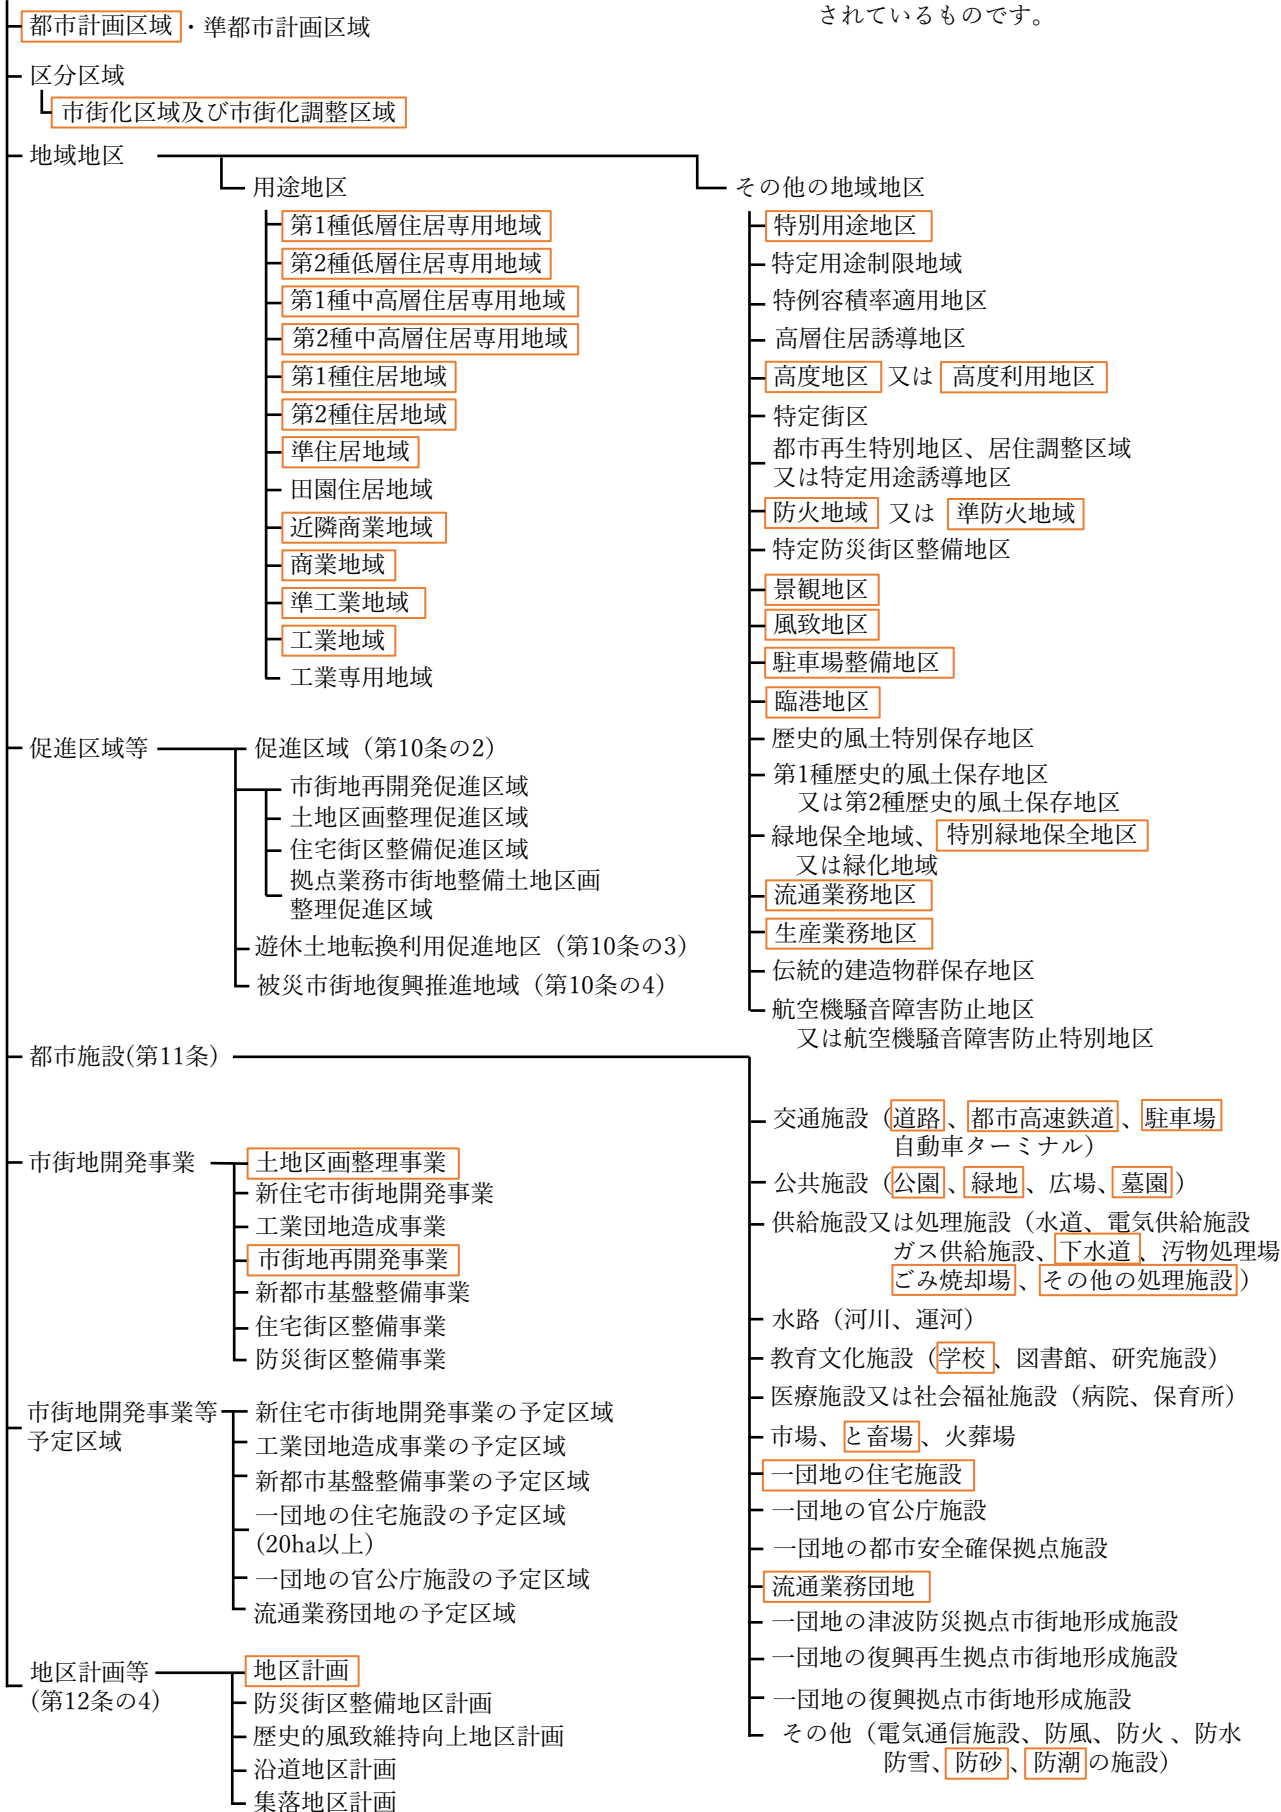 されているものです。
都市計画区域・準都市計画区域
区分区域
市街化区域及び市街化調整区域
地域地区
用途地区
第1種低層住居専用地域
第2種低層住居専用地域
第1種中高層住居専用地域
第2種中高層住居専用地域
第1種住居地域
第2種住居地域
準住居地域
田園住居地域
近隣商業地域
商業地域
準工業地域
工業地域
工業専用地域
その他の地域地区
特別用途地区
特定用途制限地域
特例容積率適用地区
高層住居誘導地区
高度地区 又は 高度利用地区
特定街区
都市再生特別地区、居住調整区域
又は特定用途誘導地区
防火地域 又は 準防火地域
特定防災街区整備地区
景観地区
風致地区
駐車場整備地区
臨港地区
歴史的風土特別保存地区
第1種歴史的風土保存地区
又は第2種歴史的風土保存地区
緑地保全地域、特別緑地保全地区
又は緑化地域
流通業務地区
生産業務地区
伝統的建造物群保存地区
航空機騒音障害防止地区
又は航空機騒音障害防止特別地区
促進区域等
促進区域（第10条の2）
市街地再開発促進区域
土地区画整理促進区域
住宅街区整備促進区域
拠点業務市街地整備土地区画
整理促進区域
遊休土地転換利用促進地区（第10条の3）
被災市街地復興推進地域（第10条の4）
都市施設(第11条)
交通施設（道路、都市高速鉄道、駐車場
自動車ターミナル）
公共施設（公園、緑地、広場、墓園）
供給施設又は処理施設（水道、電気供給施設
ガス供給施設、下水道、汚物処理場
ごみ焼却場、その他の処理施設）
水路（河川、運河）
教育文化施設（学校、図書館、研究施設）
医療施設又は社会福祉施設（病院、保育所）
市場、と畜場、火葬場
一団地の住宅施設
一団地の官公庁施設
一団地の都市安全確保拠点施設
流通業務団地
一団地の津波防災拠点市街地形成施設
一団地の復興再生拠点市街地形成施設
一団地の復興拠点市街地形成施設
その他（電気通信施設、防風、防火 、防水
防雪、防砂、防潮の施設）
市街地開発事業
土地区画整理事業
新住宅市街地開発事業
工業団地造成事業
市街地再開発事業
新都市基盤整備事業
住宅街区整備事業
防災街区整備事業
市街地開発事業等
予定区域
新住宅市街地開発事業の予定区域
工業団地造成事業の予定区域
新都市基盤整備事業の予定区域
一団地の住宅施設の予定区域
(20ha以上）
一団地の官公庁施設の予定区域
流通業務団地の予定区域
地区計画等
(第12条の4)
地区計画
防災街区整備地区計画
歴史的風致維持向上地区計画
沿道地区計画
集落地区計画